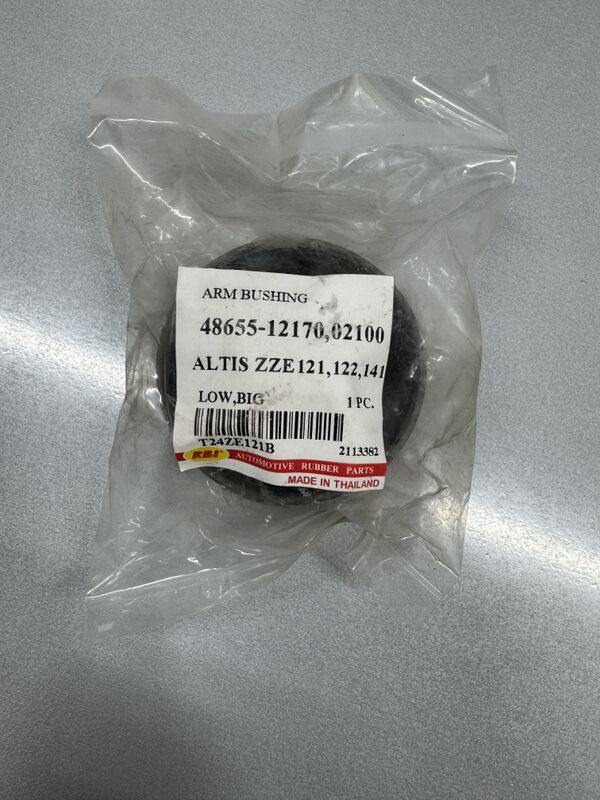 ARM BUSHING
48655-12170,02100
ALTIS ZZE121,122,141
LOW,BIG 1 PC.
T24ZE121B 2113382
RBI AUTOMOTIVE RUBBER PARTS
MADE IN THAILAND